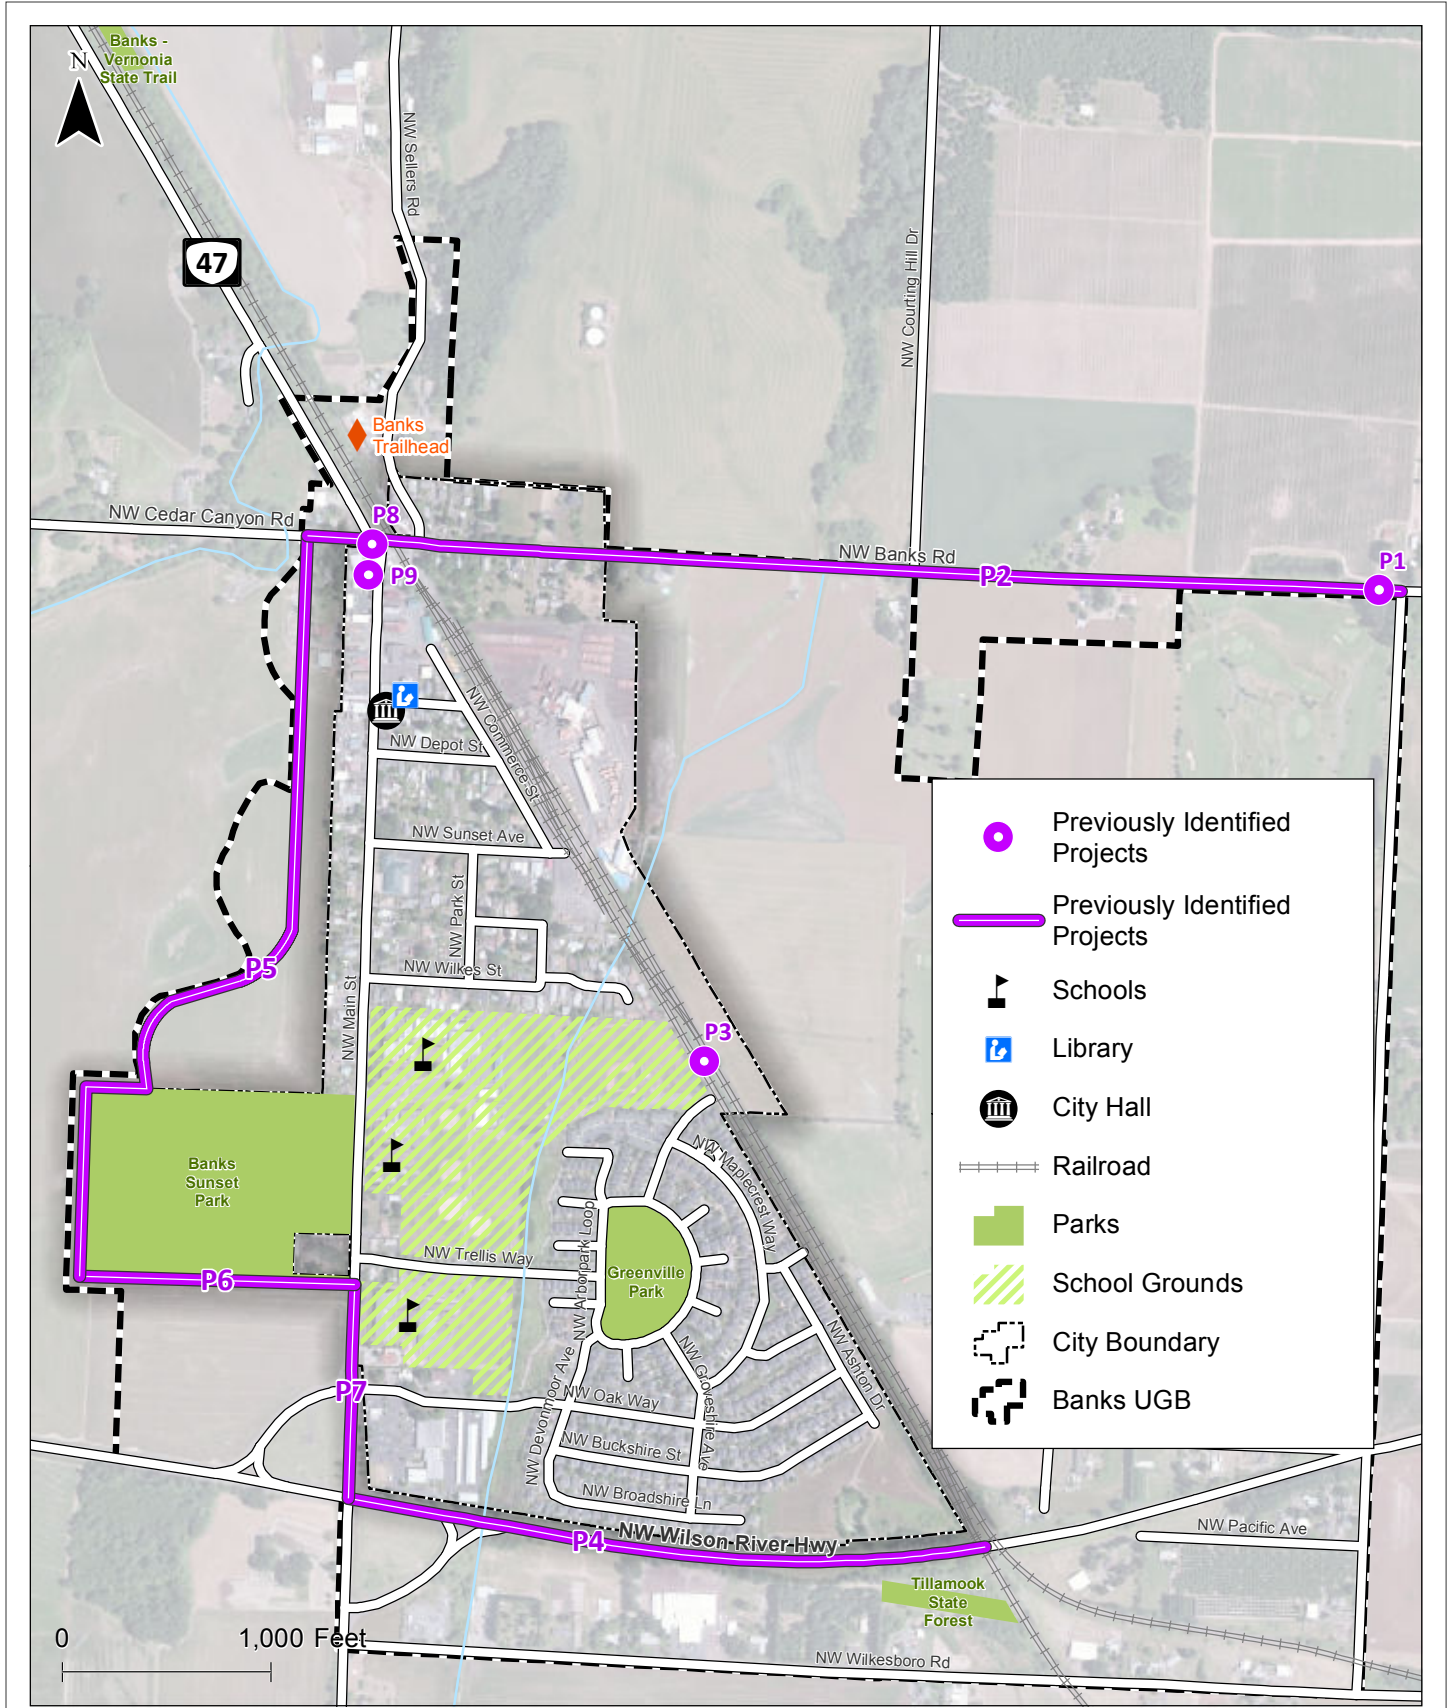 Banks -
Vernonia
State Trail
N
NW Sellers Rd
47
NW Courting Hill Dr
Banks
Trailhead
NW Cedar Canyon Rd
P8
P9
NW Banks Rd
P2
P1
NW Commerce St
NW Depot St
NW Sunset Ave
NW Park St
NW Wilkes St
P5
NW Main St
P3
Banks
Sunset
Park
NW Maplecrest Way
NW Arborpark Loop
NW Trellis Way
Greenville
Park
P6
NW Ashton Dr
NW Groveshire Ave
P7
NW Devonmoor Ave
NW Oak Way
NW Buckshire St
NW Broadshire Ln
P4
NW Wilson River Hwy
NW Pacific Ave
Tillamook
State
Forest
NW Wilkesboro Rd
0
1,000 Feet
Previously Identified
Projects
Previously Identified
Projects
Schools
Library
City Hall
Railroad
Parks
School Grounds
City Boundary
Banks UGB